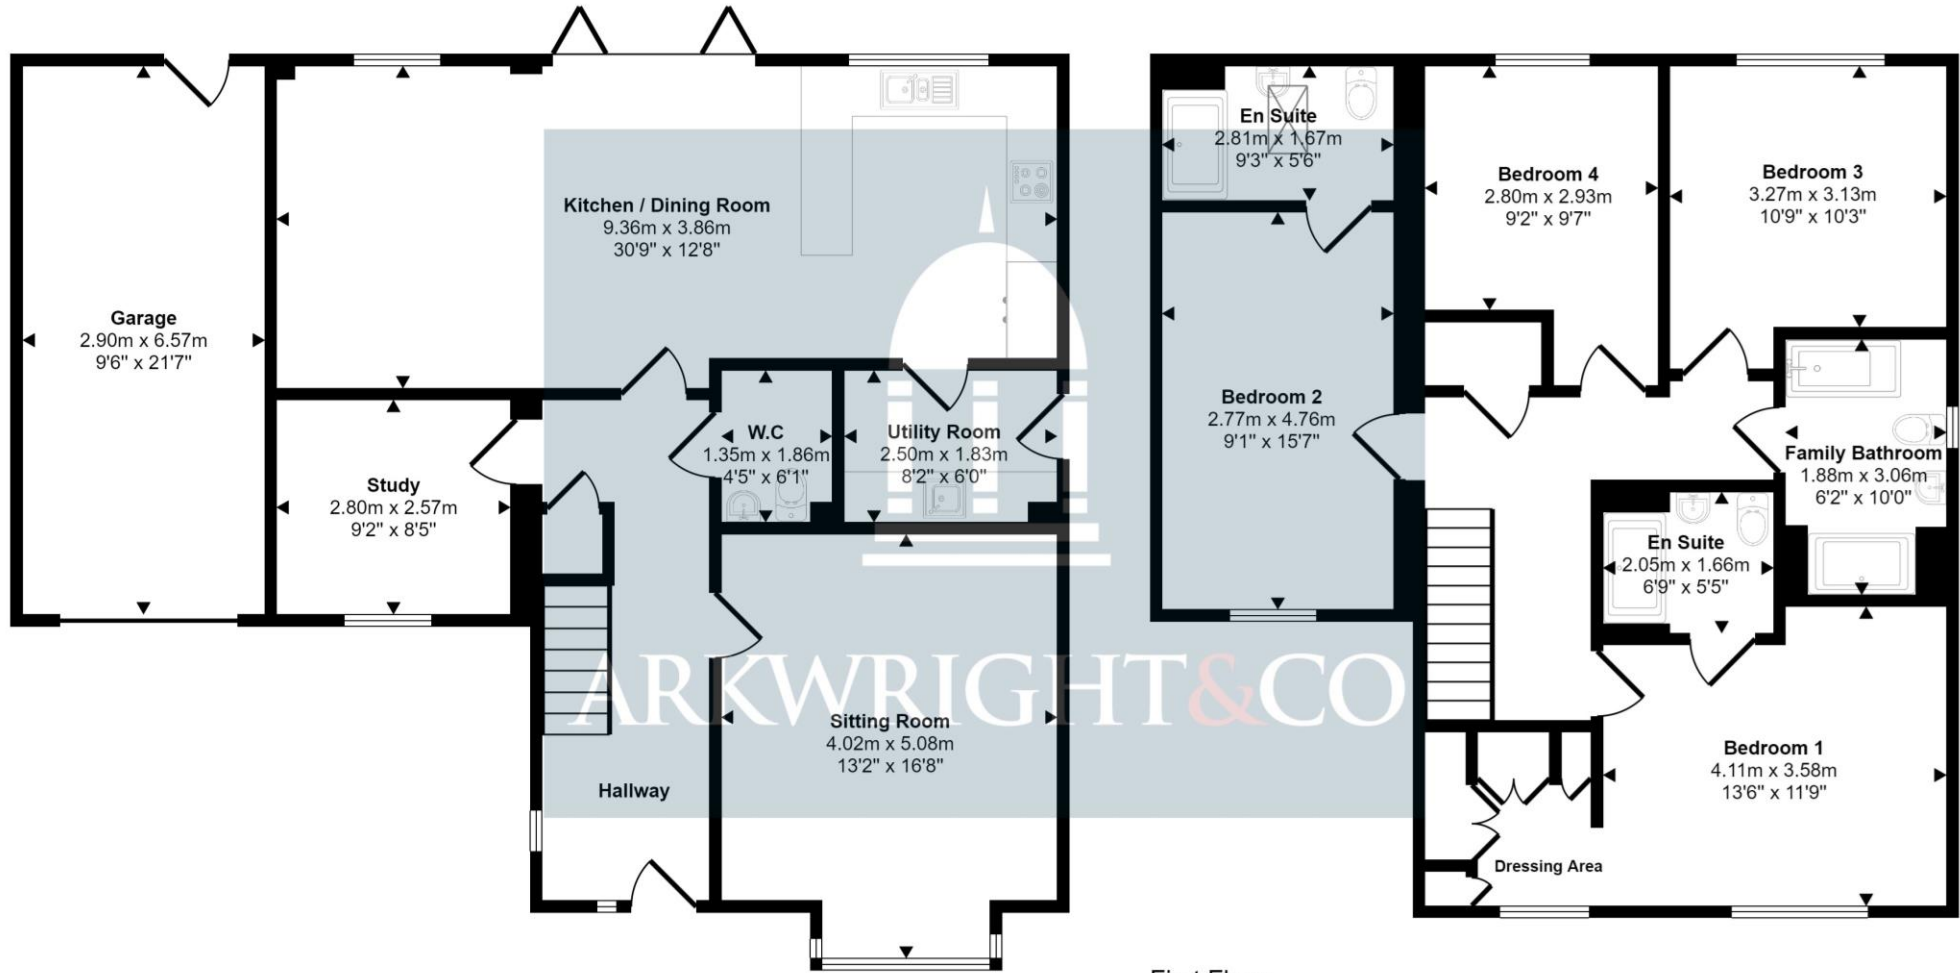 Kitchen / Dining Room
9.36m x 3.86m
30'9" x 12'8"
Garage
2.90m x 6.57m
9'6" x 21'7"
Study
2.80m x 2.57m
9'2" x 8'5"
W.C
1.35m x 1.86m
4'5" x 6'1"
Utility Room
2.50m x 1.83m
8'2" x 6'0"
Sitting Room
4.02m x 5.08m
13'2" x 16'8"
Hallway
ARKWRIGHT&CO
En Suite
2.81m x 1.67m
9'3" x 5'6"
Bedroom 4
2.80m x 2.93m
9'2" x 9'7"
Bedroom 3
3.27m x 3.13m
10'9" x 10'3"
Bedroom 2
2.77m x 4.76m
9'1" x 15'7"
Family Bathroom
1.88m x 3.06m
6'2" x 10'0"
En Suite
2.05m x 1.66m
6'9" x 5'5"
Bedroom 1
4.11m x 3.58m
13'6" x 11'9"
Dressing Area